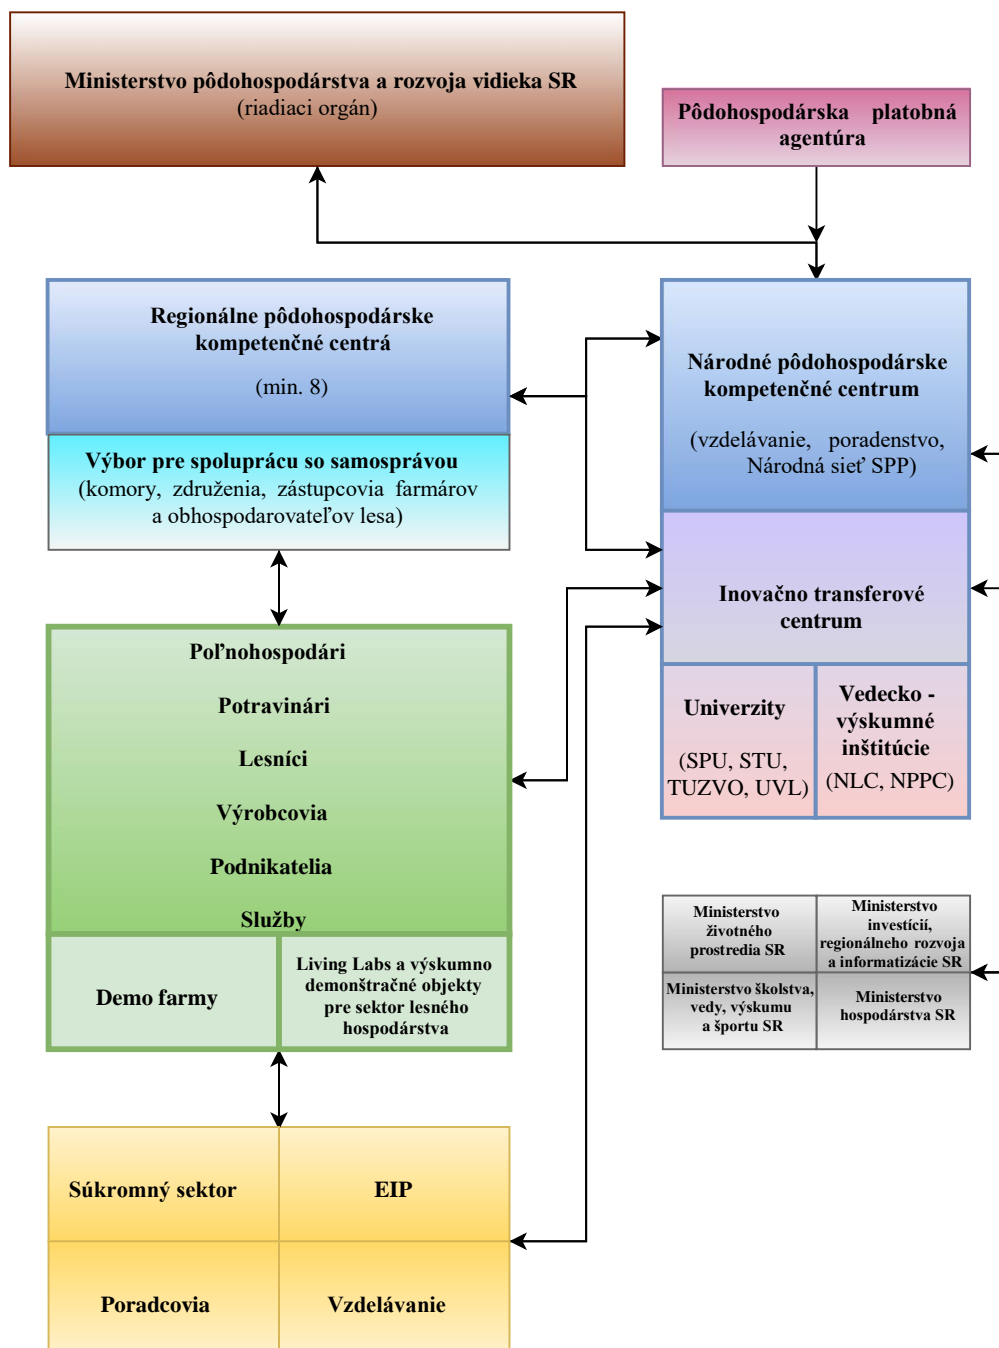 Ministerstvo pôdohospodárstva a rozvoja vidieka SR
(riadiaci orgán)
Pôdohospodárska platobná
agentúra
Regionálne pôdohospodárske
kompetenčné centrá
(min. 8)
Výbor pre spoluprácu so samosprávou
(komory, združenia, zástupcovia farmárov
a obhospodarovateľov lesa)
Národné pôdohospodárske
kompetenčné centrum
(vzdelávanie, poradenstvo,
Národná sieť SPP)
Inovačno transferové
centrum
Univerzity
(SPU, STU,
TUZVO, UVL)
Vedecko -
výskumné
inštitúcie
(NLC, NPPC)
Poľnohospodári
Potravinári
Lesníci
Výrobcovia
Podnikatelia
Služby
Demo farmy
Living Labs a výskumno
demonštračné objekty
pre sektor lesného
hospodárstva
Ministerstvo
životného
prostredia SR
Ministerstvo
investícií,
regionálneho rozvoja
a informatizácie SR
Ministerstvo školstva,
vedy, výskumu
a športu SR
Ministerstvo
hospodárstva SR
Súkromný sektor
EIP
Poradcovia
Vzdelávanie